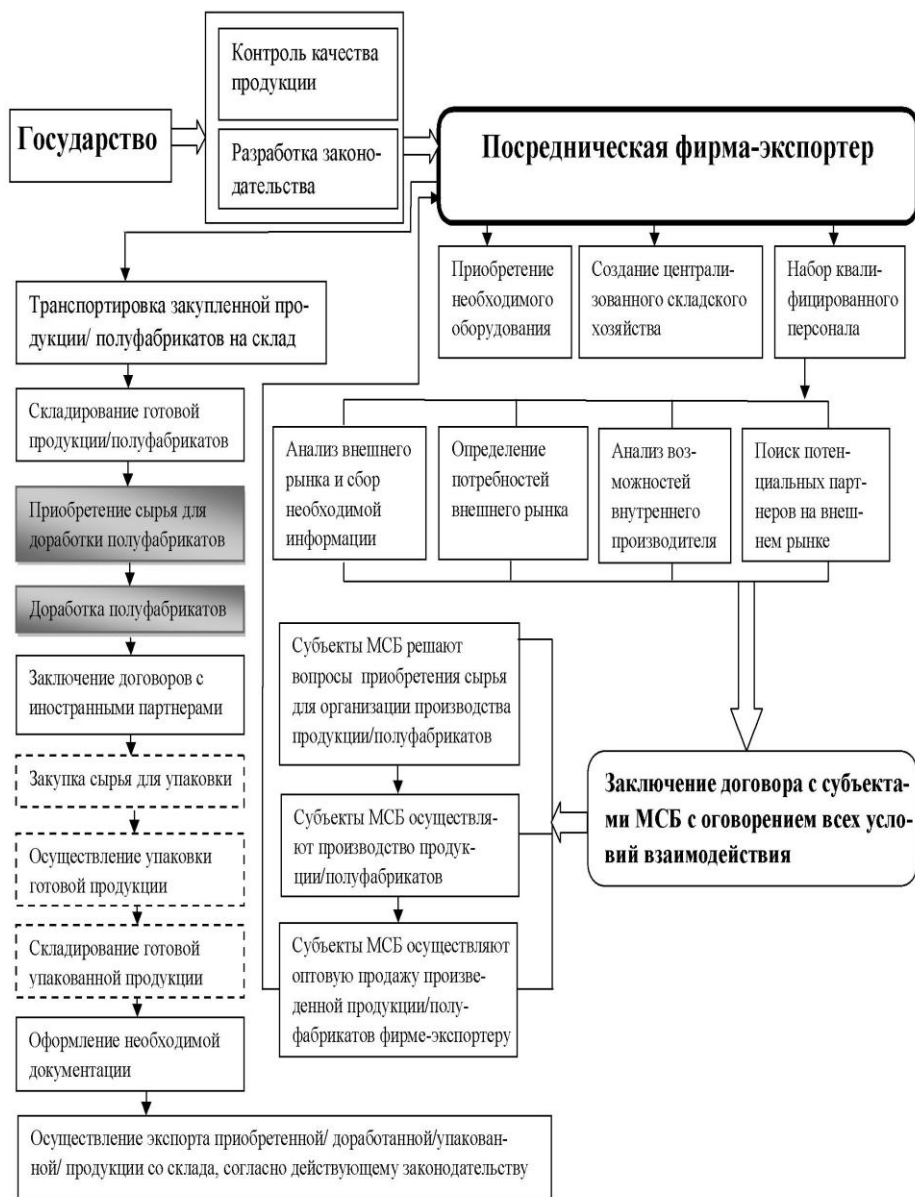 Контроль качества
продукции
Государство
Разработка законо-
дательства
Посредническая фирма-экспортер
Приобретение
необходимого
оборудования
Создание централи-
зованного складского
хозяйства
Набор квали-
фицированного
персонала
Транспортировка закупленной про-
дукции/ полуфабрикатов на склад
Складирование готовой
продукции/полуфабрикатов
Приобретение сырья для
доработки полуфабрикатов
Доработка полуфабрикатов
Заключение договоров с
иностранными партнерами
Закупка сырья для упаковки
Осуществление упаковки
готовой продукции
Складирование готовой
упакованной продукции
Оформление необходимой
документации
Осуществление экспорта приобретенной/ доработанной/упакован-
ной/ продукции со склада, согласно действующему законодательству
Анализ внешнего
рынка и сбор
необходимой
информации
Определение
потребностей
внешнего рынка
Анализ воз-
можностей
внутреннего
производителя
Поиск потен-
циальных парт-
неров на внеш-
нем рынке
Субъекты МСБ решают
вопросы приобретения сырья
для организации производства
продукции/полуфабрикатов
Субъекты МСБ осуществля-
ют производство продук-
ции/полуфабрикатов
Субъекты МСБ осуществляют
оптовую продажу произве-
денной продукции/полу-
фабрикатов фирме-экспортеру
Заключение договора с субъекта-
ми МСБ с оговорением всех усло-
вий взаимодействия